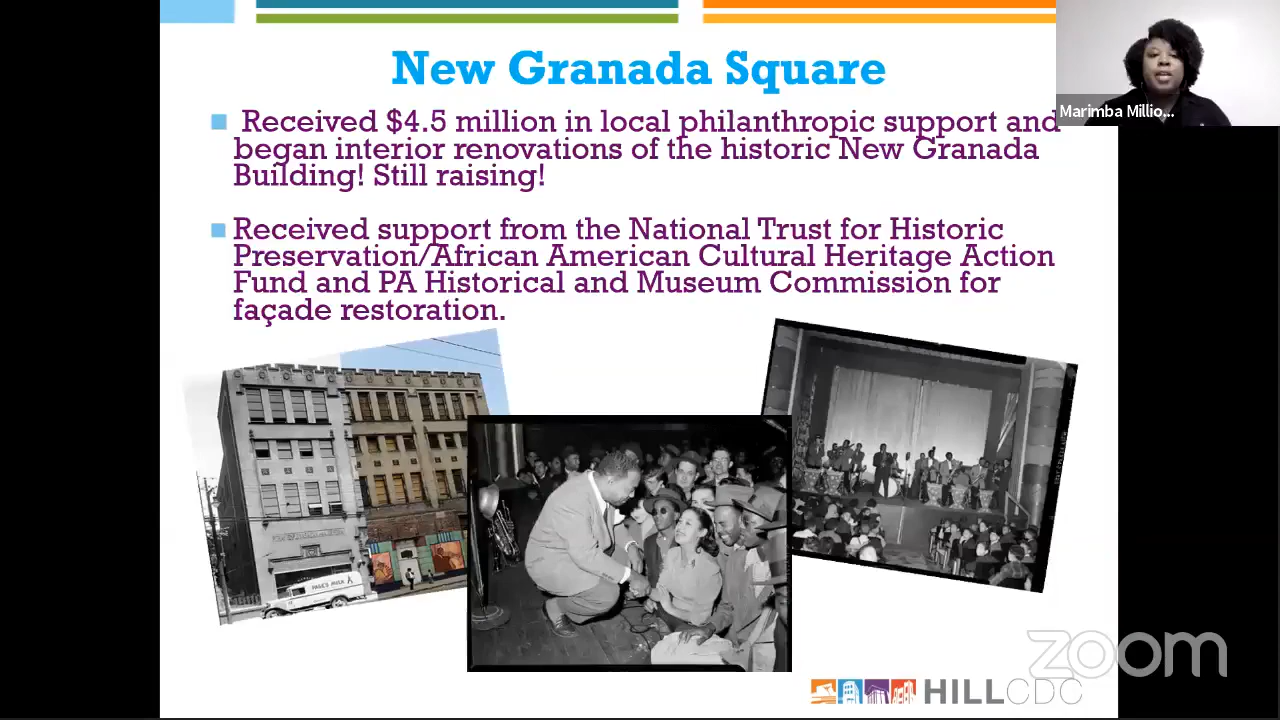 New Granada Square
Received $4.5 million in local philanthropic support and
began interior renovations of the historic New Granada
Building! Still raising!
Received support from the National Trust for Historic
Preservation/African American Cultural Heritage Action
Fund and PA Historical and Museum Commission for
façade restoration.
Marimba Millio...
zoom
HILLCDC